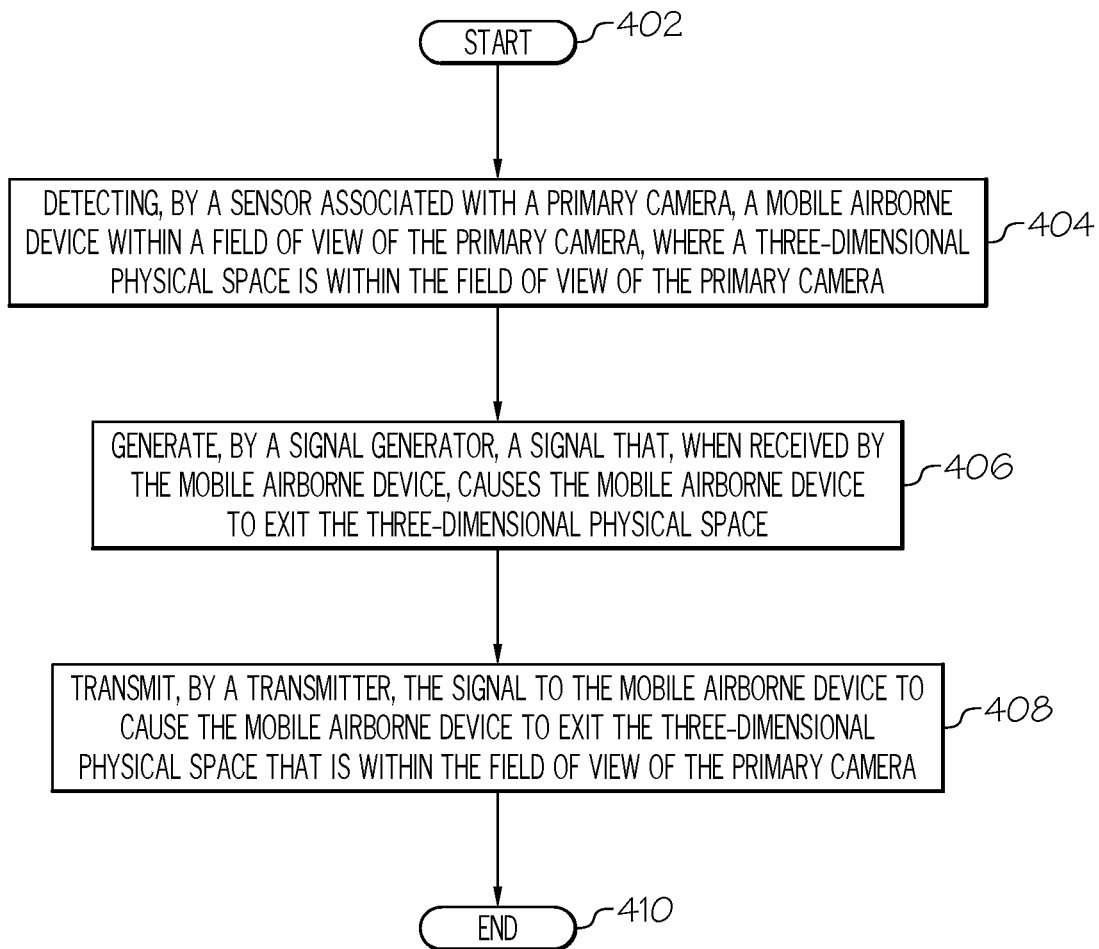 START
402
DETECTING, BY A SENSOR ASSOCIATED WITH A PRIMARY CAMERA, A MOBILE AIRBORNE
DEVICE WITHIN A FIELD OF VIEW OF THE PRIMARY CAMERA, WHERE A THREE-DIMENSIONAL
PHYSICAL SPACE IS WITHIN THE FIELD OF VIEW OF THE PRIMARY CAMERA
404
GENERATE, BY A SIGNAL GENERATOR, A SIGNAL THAT, WHEN RECEIVED BY
THE MOBILE AIRBORNE DEVICE, CAUSES THE MOBILE AIRBORNE DEVICE
TO EXIT THE THREE-DIMENSIONAL PHYSICAL SPACE
406
TRANSMIT, BY A TRANSMITTER, THE SIGNAL TO THE MOBILE AIRBORNE DEVICE TO
CAUSE THE MOBILE AIRBORNE DEVICE TO EXIT THE THREE-DIMENSIONAL
PHYSICAL SPACE THAT IS WITHIN THE FIELD OF VIEW OF THE PRIMARY CAMERA
408
END
410